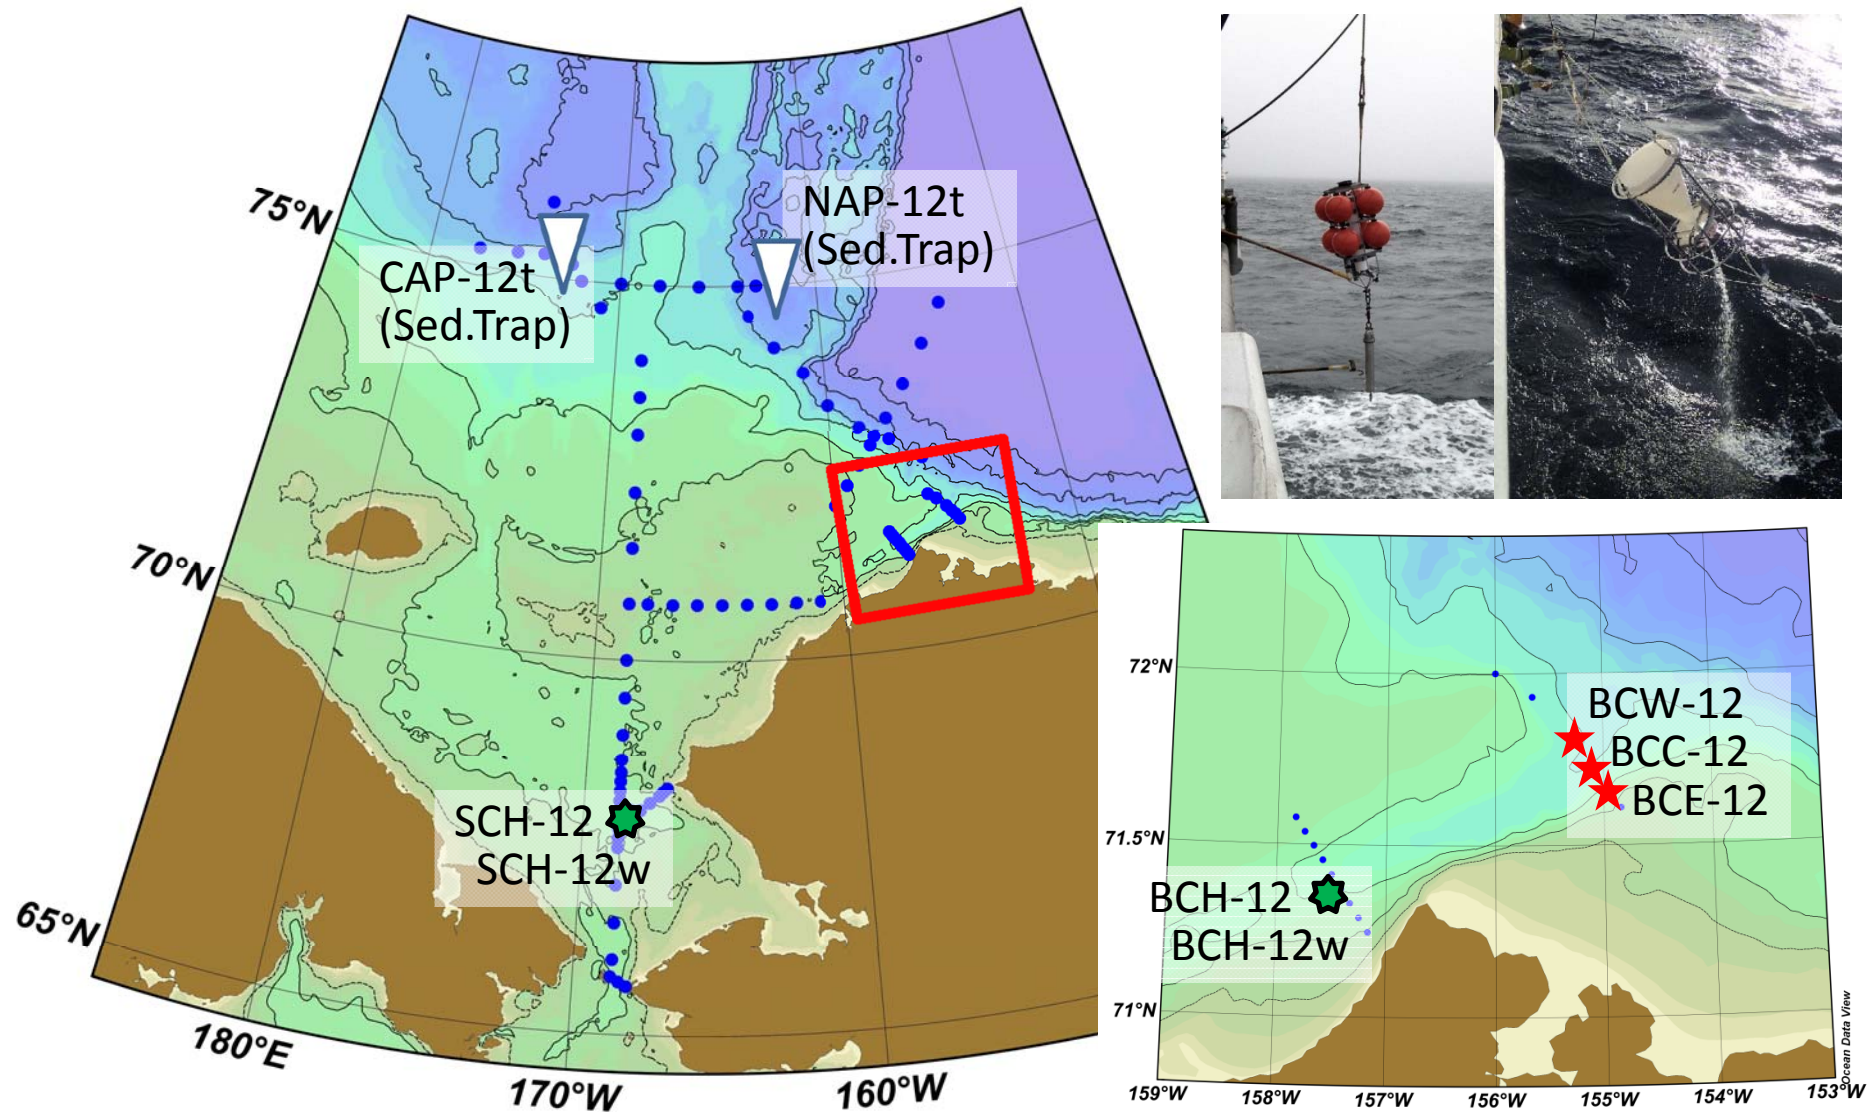 75°N
NAP-12t
(Sed.Trap)
CAP-12t
(Sed.Trap)
70°N
SCH-12
SCH-12w
65°N
180°E
170°W
160°W
72°N
BCW-12
BCC-12
BCE-12
71.5°N
BCH-12
BCH-12w
71°N
159°W
158°W
157°W
156°W
155°W
154°W
153°W
Ocean Data View